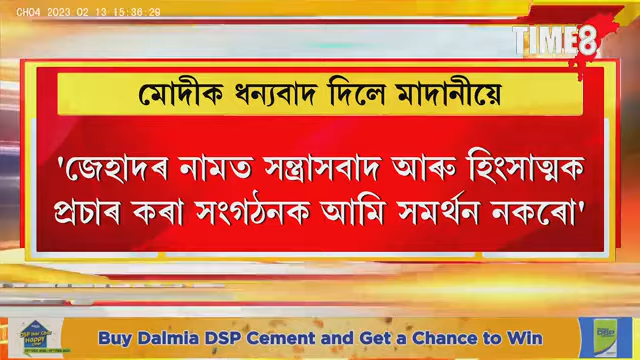 CH04 2023 02 13 15:36:29
TIME8
মোদীক ধন্যবাদ দিলে মাদানীয়ে
'জেহাদৰ নামত সন্ত্ৰাসবাদ আৰু হিংসাত্মক
প্ৰচাৰ কৰা সংগঠনক আমি সমৰ্থন নকৰো'
Buy Dalmia DSP Cement and Get a Chance to Win